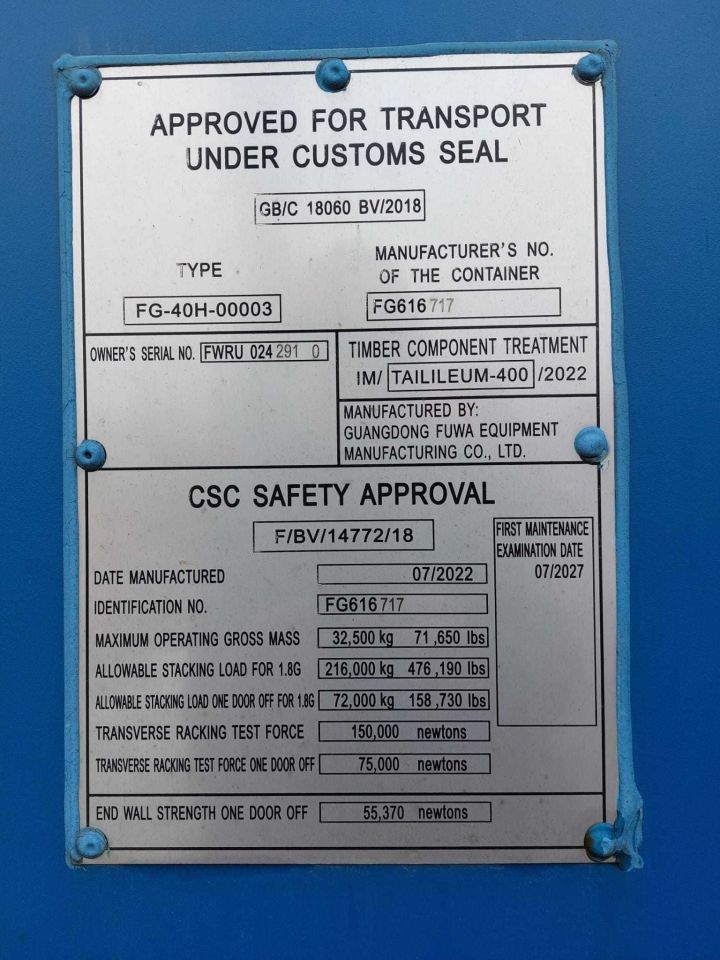 APPROVED FOR TRANSPORT
UNDER CUSTOMS SEAL
GB/C 18060 BV/2018
TYPE
FG-40H-00003
MANUFACTURER'S NO.
OF THE CONTAINER
FG616717
OWNER'S SERIAL NO. FWRU 024 291 0
TIMBER COMPONENT TREATMENT
IM/ TAILILEUM-400 /2022
MANUFACTURED BY:
GUANGDONG FUWA EQUIPMENT
MANUFACTURING CO., LTD.
CSC SAFETY APPROVAL
F/BV/14772/18
FIRST MAINTENANCE
EXAMINATION DATE
07/2027
DATE MANUFACTURED 07/2022
IDENTIFICATION NO. FG616717
MAXIMUM OPERATING GROSS MASS 32,500 kg 71,650 lbs
ALLOWABLE STACKING LOAD FOR 1.8G 216,000 kg 476,190 lbs
ALLOWABLE STACKING LOAD ONE DOOR OFF FOR 1.8G 72,000 kg 158,730 lbs
TRANSVERSE RACKING TEST FORCE 150,000 newtons
TRANSVERSE RACKING TEST FORCE ONE DOOR OFF 75,000 newtons
END WALL STRENGTH ONE DOOR OFF 55,370 newtons